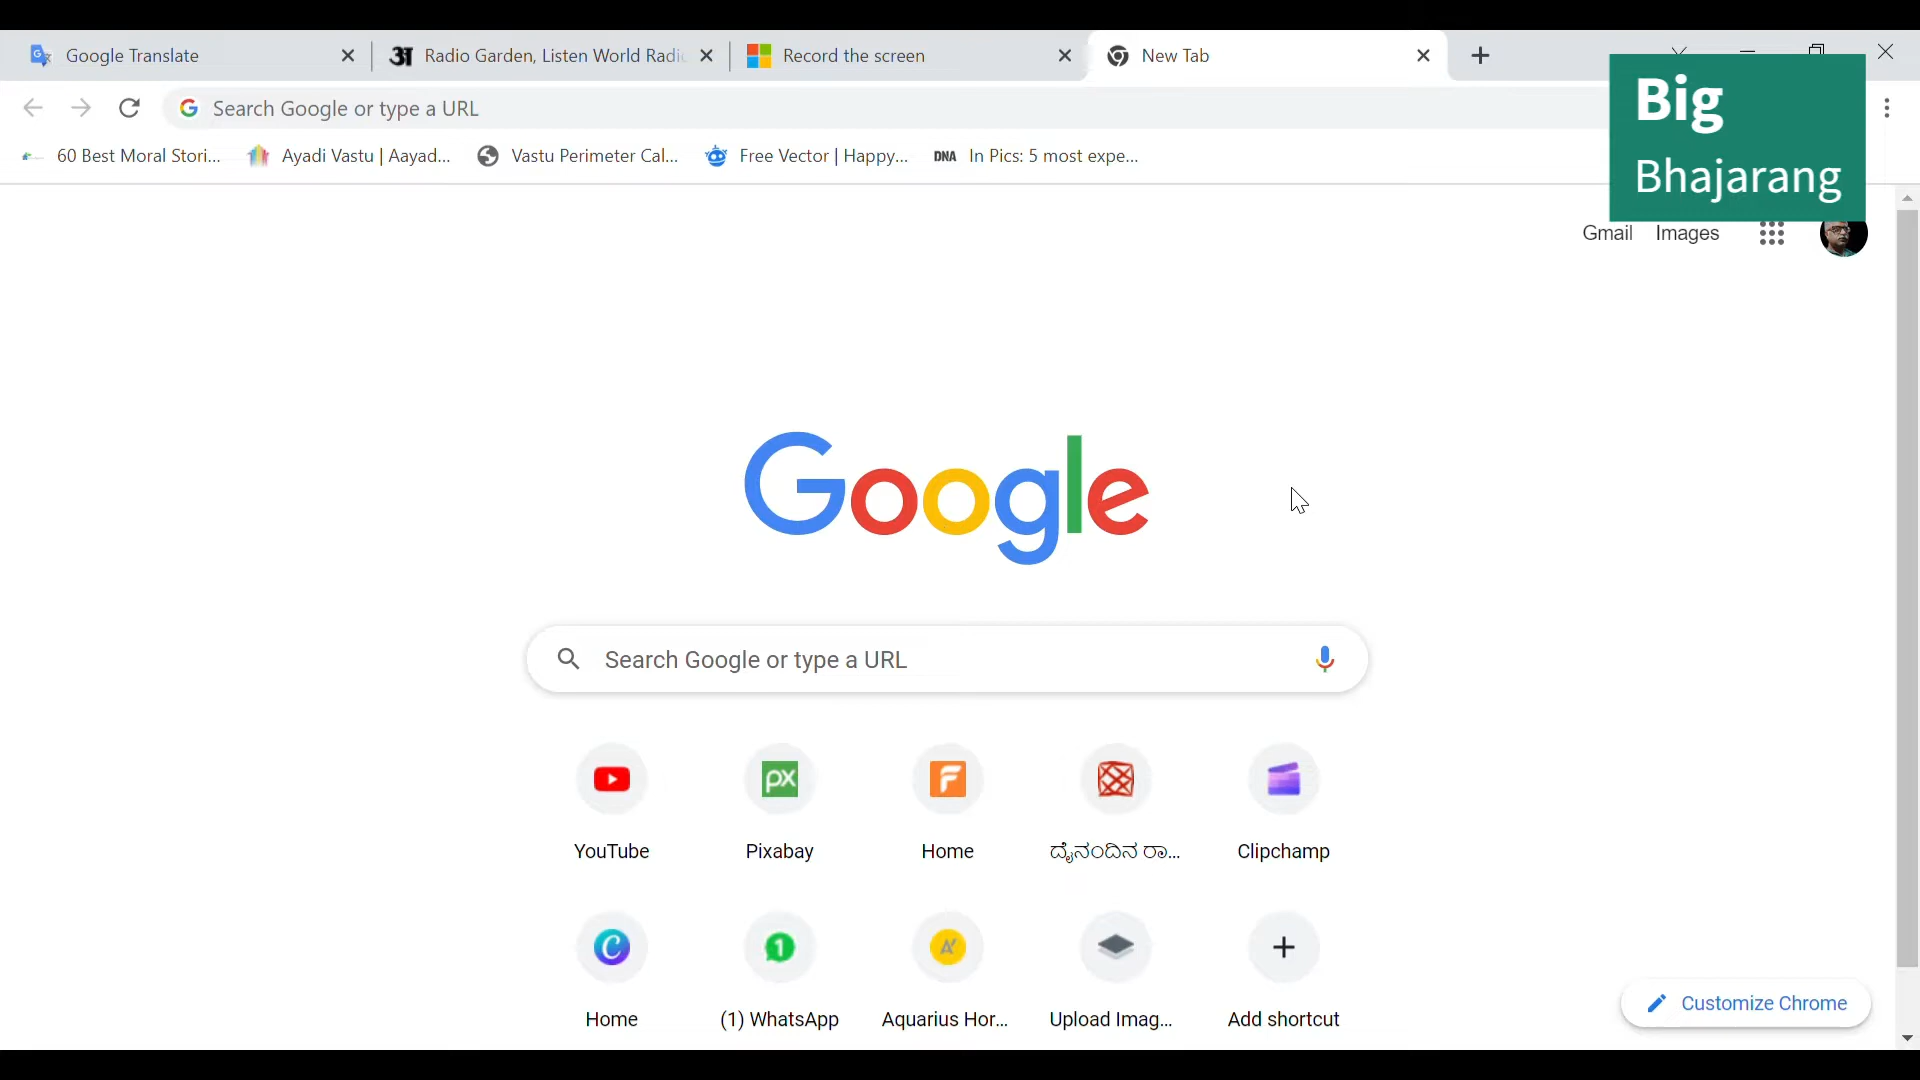 Google Translate
Radio Garden, Listen World Radio
Record the screen
New Tab
Search Google or type a URL
60 Best Moral Stori...
Ayadi Vastu | Aayad...
Vastu Perimeter Cal...
Free Vector | Happy...
DNA In Pics: 5 most expe...
Big
Bhajarang
Gmail
Images
Google
Search Google or type a URL
YouTube
px
Pixabay
Home
ದೈನಂದಿನ ರಾ...
Clipchamp
Home
1
(1) WhatsApp
Aquarius Hor...
Upload Imag...
Add shortcut
Customize Chrome